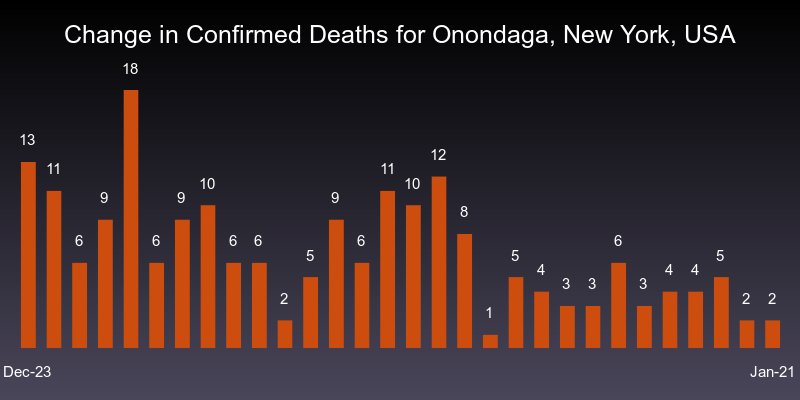 Change in Confirmed Deaths for Onondaga, New York, USA
13 11 6 9 18 6 9 10 6 6 2 5 9 6 11 10 12 8 1 5 4 3 3 6 3 4 4 5 2 2
Dec-23 Jan-21